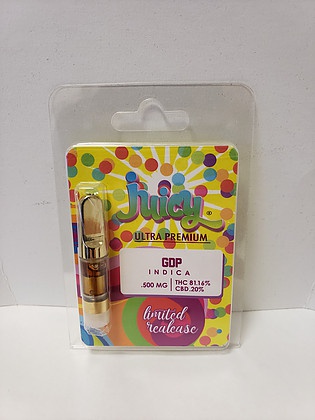 Juicy
ULTRA PREMIUM
GDP
INDICA
.500 MG
THC 81.16%
CBD .20%
limited
realease